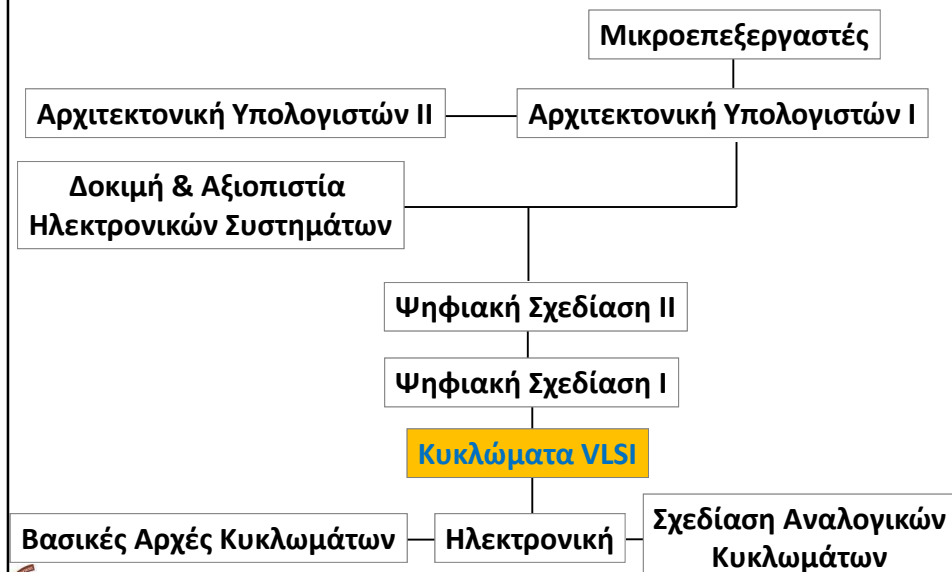 Μικροεπεξεργαστές
Αρχιτεκτονική Υπολογιστών ΙΙ
Αρχιτεκτονική Υπολογιστών Ι
Δοκιμή & Αξιοπιστία
Ηλεκτρονικών Συστημάτων
Ψηφιακή Σχεδίαση ΙΙ
Ψηφιακή Σχεδίαση Ι
Κυκλώματα VLSI
Βασικές Αρχές Κυκλωμάτων
Ηλεκτρονική
Σχεδίαση Αναλογικών
Κυκλωμάτων